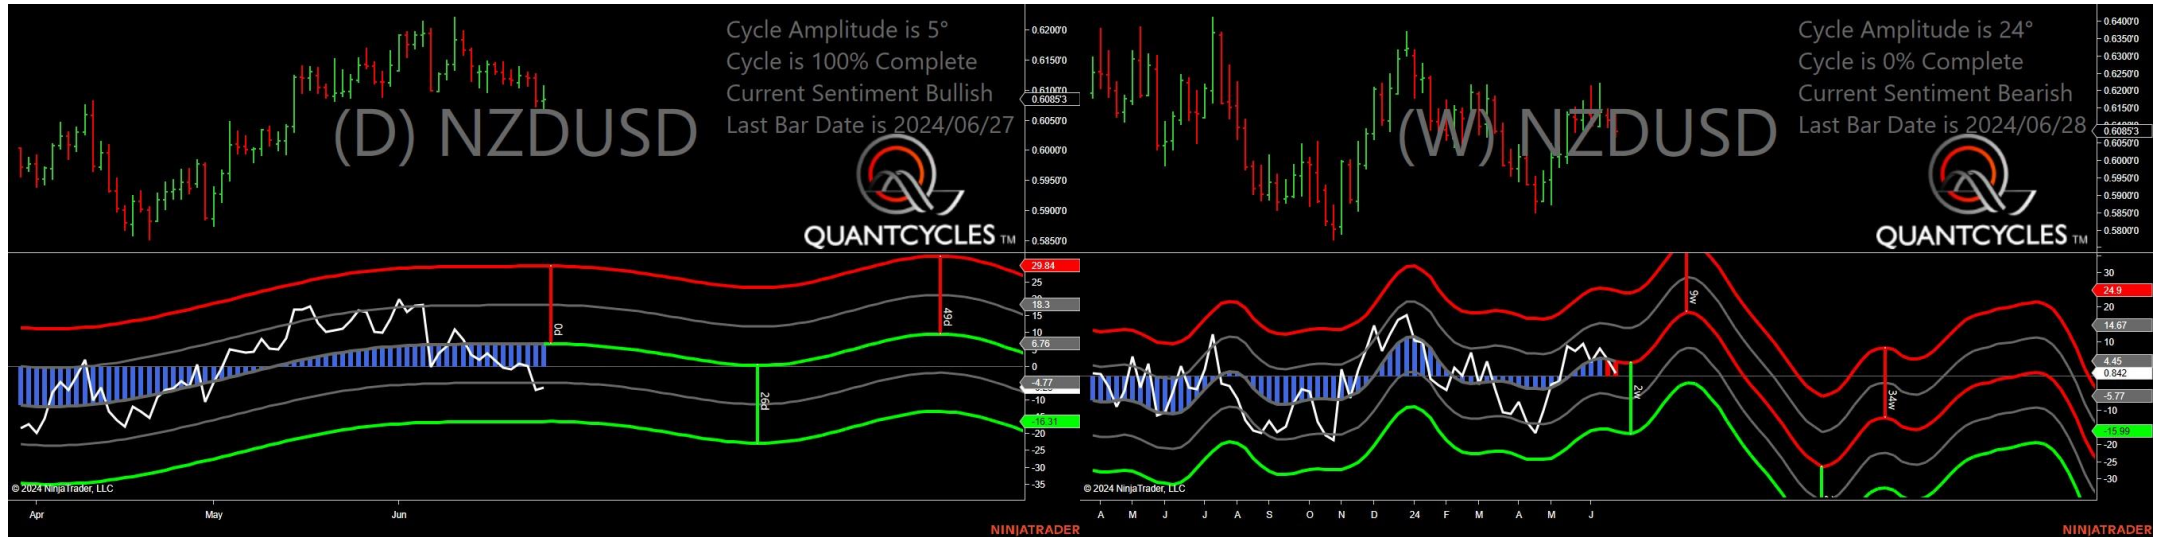 Cycle Amplitude is 5°
Cycle is 100% Complete
Current Sentiment Bullish
Last Bar Date is 2024/06/27
(D) NZDUSD
QUANTCYCLES TM
0.6200'0
0.6150'0
0.6100'0
0.6085'3
0.6050'0
0.6000'0
0.5950'0
0.5900'0
0.5850'0
29.84
25
18.3
15
10
6.76
0
-4.77
-10
-16.31
-20
-25
-30
-35
0d
26d
49d
© 2024 NinjaTrader, LLC
Apr May Jun
NINJATRADER
Cycle Amplitude is 24°
Cycle is 0% Complete
Current Sentiment Bearish
Last Bar Date is 2024/06/28
(W) NZDUSD
QUANTCYCLES TM
0.6400'0
0.6350'0
0.6300'0
0.6250'0
0.6200'0
0.6150'0
0.6085'3
0.6050'0
0.6000'0
0.5950'0
0.5900'0
0.5850'0
0.5800'0
30
24.9
20
14.67
10
4.45
0.842
-5.77
-10
-15.99
-20
-25
-30
2w
9w
34w
© 2024 NinjaTrader, LLC
A M J J A S O N D 24 F M A M J
NINJATRADER